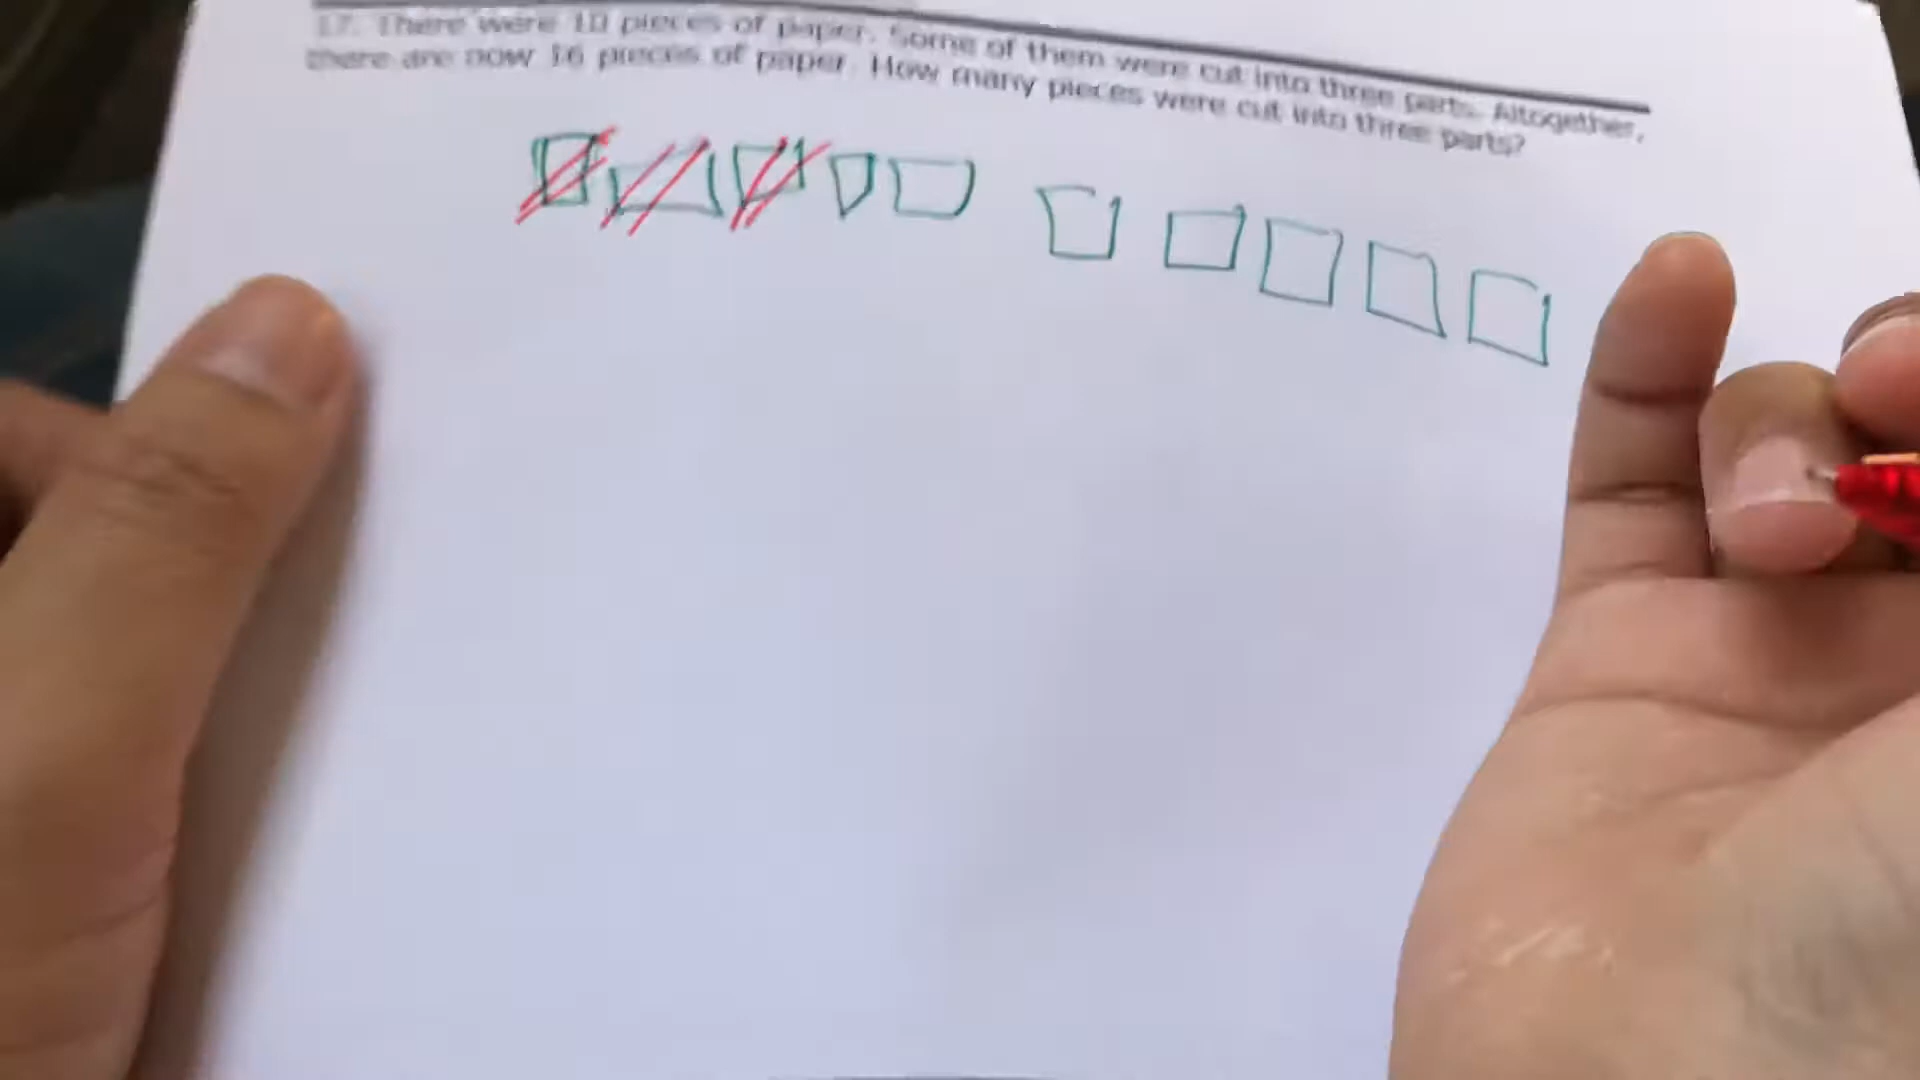 17. There were 10 pieces of paper. Some of them were cut into three parts. Altogether,
there are now 16 pieces of paper. How many pieces were cut into three parts?